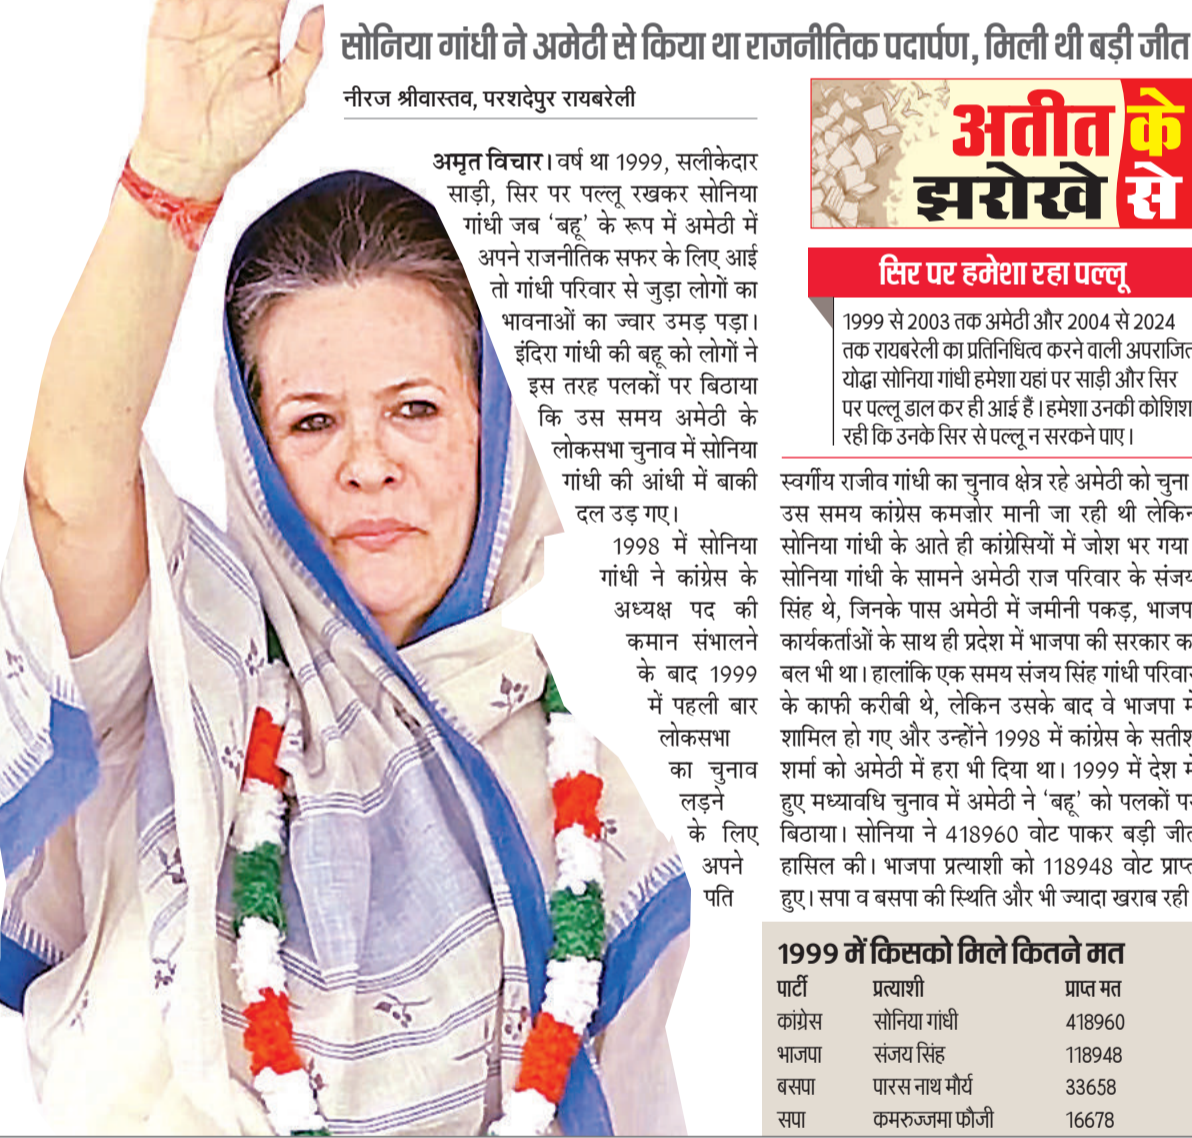 सोनिया गांधी ने अमेठी से किया था राजनीतिक पदार्पण, मिली थी बड़ी जीत
नीरज श्रीवास्तव, परशदेपुर रायबरेली
अमृत विचार। वर्ष था 1999, सलीकेदार
साड़ी, सिर पर पल्लू रखकर सोनिया
गांधी जब ‘बहू’ के रूप में अमेठी में
अपने राजनीतिक सफर के लिए आई
तो गांधी परिवार से जुड़ा लोगों का
भावनाओं का ज्वार उमड़ पड़ा।
इंदिरा गांधी की बहू को लोगों ने
इस तरह पलकों पर बिठाया
कि उस समय अमेठी के
लोकसभा चुनाव में सोनिया
गांधी की आंधी में बाकी
दल उड़ गए।
1998 में सोनिया
गांधी ने कांग्रेस के
अध्यक्ष पद की
कमान संभालने
के बाद 1999
में पहली बार
लोकसभा
का चुनाव
लड़ने
के लिए
अपने
पति
अतीत के
झरोखे से
सिर पर हमेशा रहा पल्लू
1999 से 2003 तक अमेठी और 2004 से 2024
तक रायबरेली का प्रतिनिधित्व करने वाली अपराजित
योद्धा सोनिया गांधी हमेशा यहां पर साड़ी और सिर
पर पल्लू डाल कर ही आई हैं। हमेशा उनकी कोशिश
रही कि उनके सिर से पल्लू न सरकने पाए।
स्वर्गीय राजीव गांधी का चुनाव क्षेत्र रहे अमेठी को चुना
उस समय कांग्रेस कमजोर मानी जा रही थी लेकिन
सोनिया गांधी के आते ही कांग्रेसियों में जोश भर गया
सोनिया गांधी के सामने अमेठी राज परिवार के संजय
सिंह थे, जिनके पास अमेठी में जमीनी पकड़, भाजपा
कार्यकर्ताओं के साथ ही प्रदेश में भाजपा की सरकार का
बल भी था। हालांकि एक समय संजय सिंह गांधी परिवार
के काफी करीबी थे, लेकिन उसके बाद वे भाजपा में
शामिल हो गए और उन्होंने 1998 में कांग्रेस के सतीश
शर्मा को अमेठी में हरा भी दिया था। 1999 में देश में
हुए मध्यावधि चुनाव में अमेठी ने ‘बहू’ को पलकों पर
बिठाया। सोनिया ने 418960 वोट पाकर बड़ी जीत
हासिल की। भाजपा प्रत्याशी को 118948 वोट प्राप्त
हुए। सपा व बसपा की स्थिति और भी ज्यादा खराब रही
1999 में किसको मिले कितने मत
पार्टी प्रत्याशी प्राप्त मत
कांग्रेस सोनिया गांधी 418960
भाजपा संजय सिंह 118948
बसपा पारस नाथ मौर्य 33658
सपा कमरुज्जमा फौजी 16678